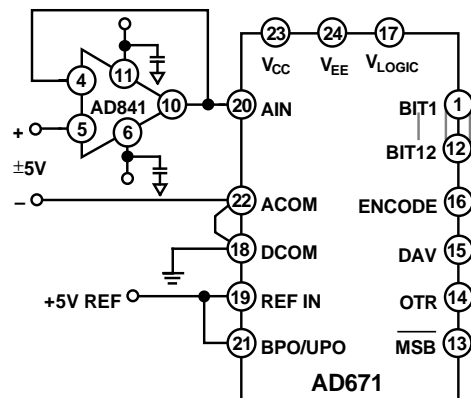 23 24 17
VCC VEE VLOGIC
11
4 AD841 10 20 AIN BIT1 1
+ 5 6 BIT12 12
±5V
– 22 ACOM ENCODE 16
18 DCOM DAV 15
+5V REF 19 REF IN OTR 14
21 BPO/UPO MSB 13
AD671